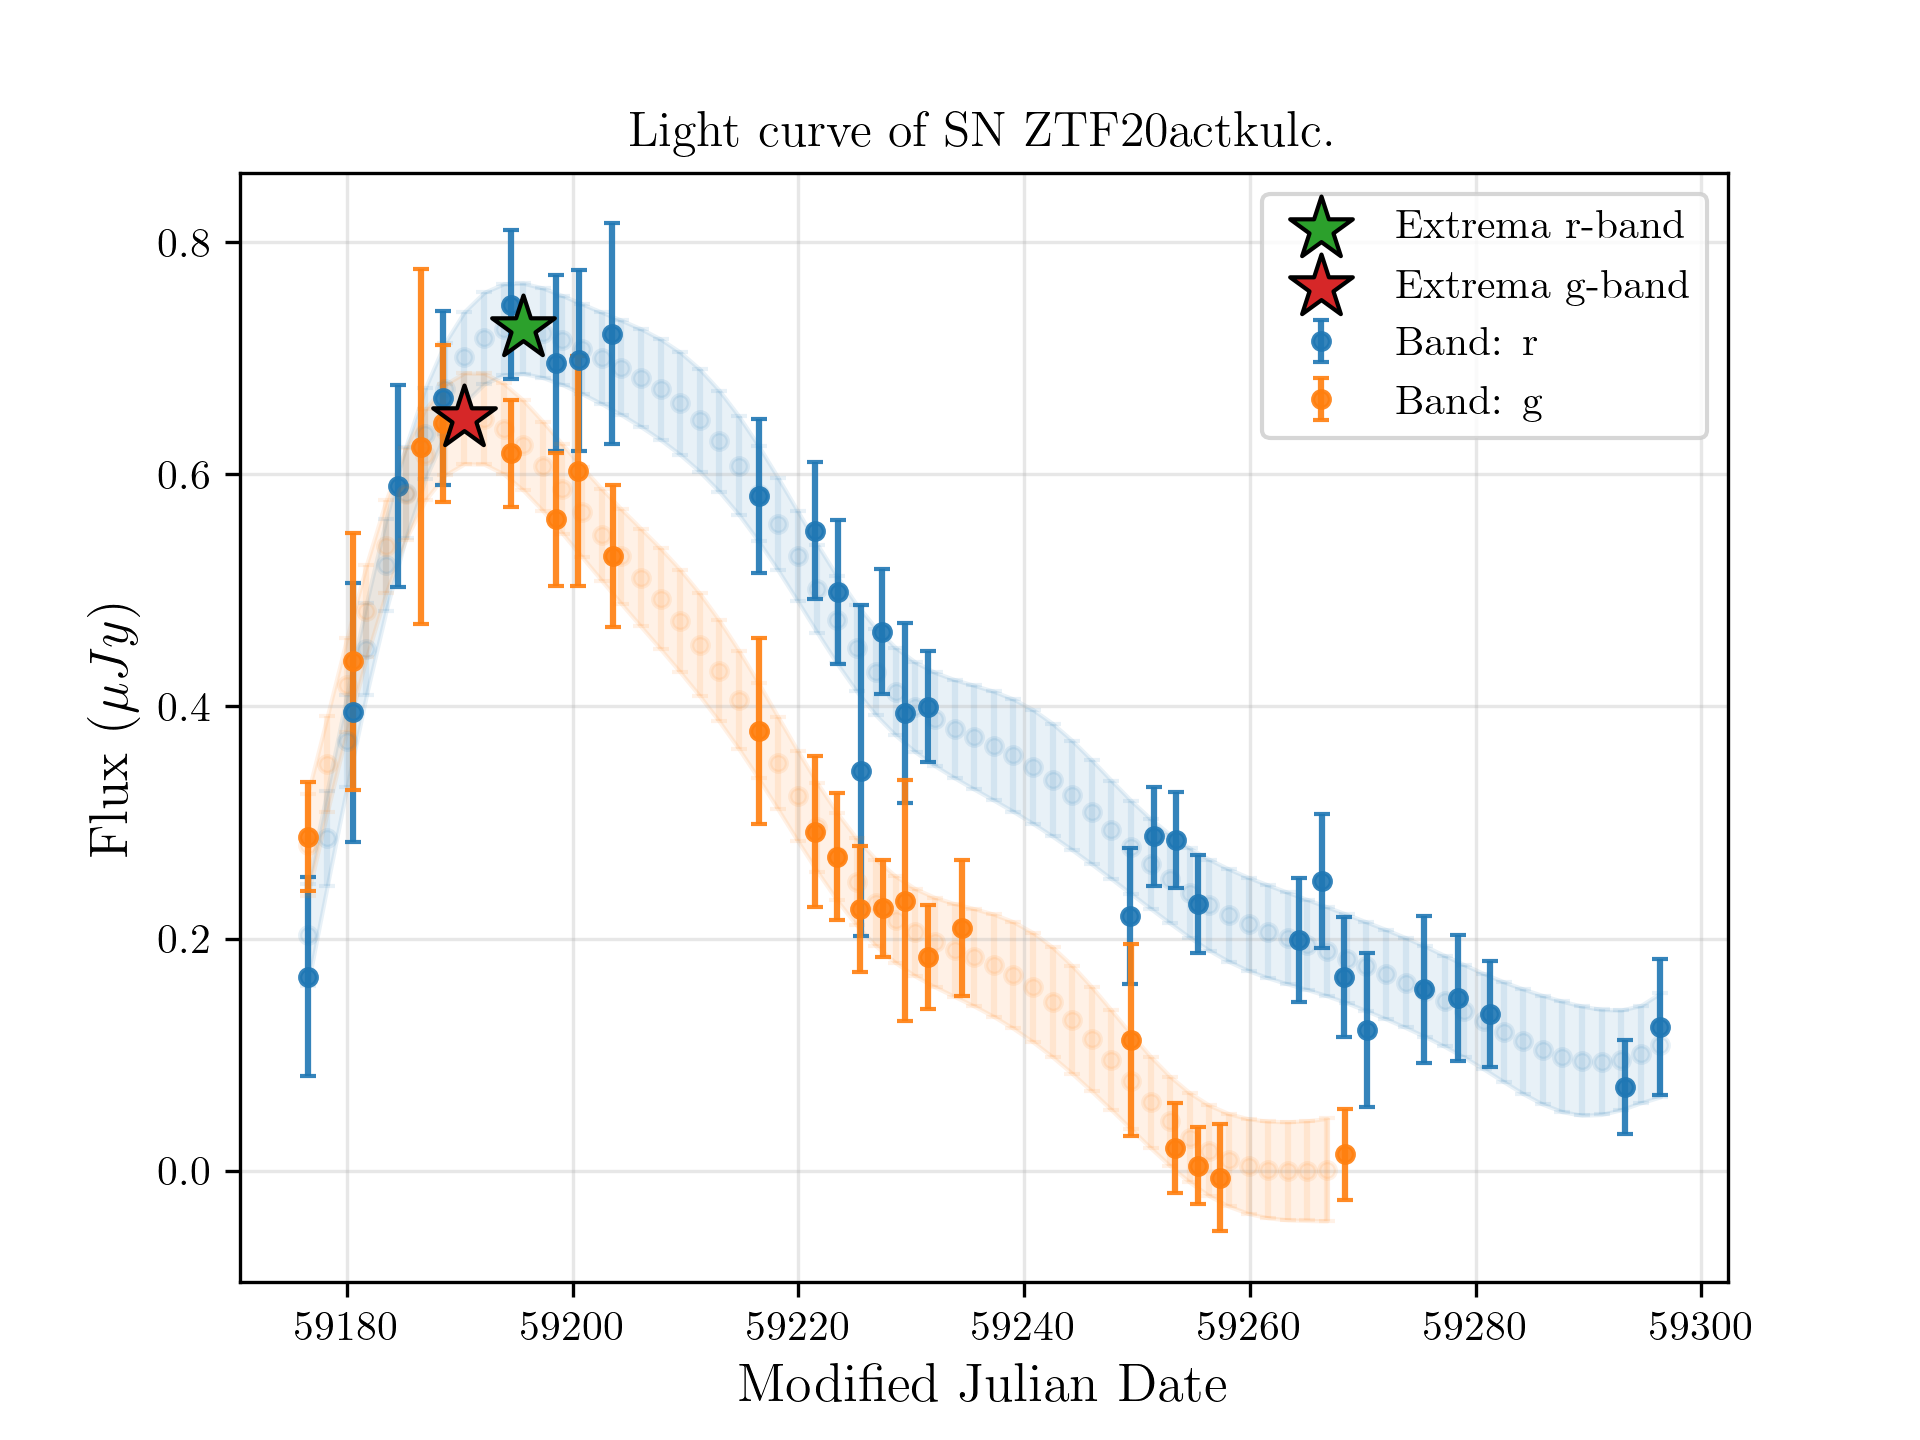 Light curve of SN ZTF20actkulc.
Extrema r-band
Extrema g-band
Band: r
Band: g
Flux (μJy)
0.8
0.6
0.4
0.2
0.0
59180 59200 59220 59240 59260 59280 59300
Modified Julian Date